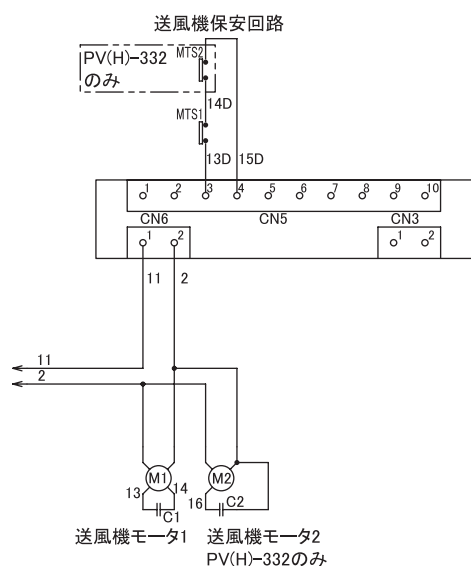 送風機保安回路
PV(H)-332
のみ
MTS2
14D
MTS1
13D 15D
1 2 3 4 5 6 7 8 9 10
CN6 CN5 CN3
1 2 1 2
11 2
11
2
M1 M2
13 14 16
C1 C2
送風機モータ1 送風機モータ2
PV(H)-332のみ